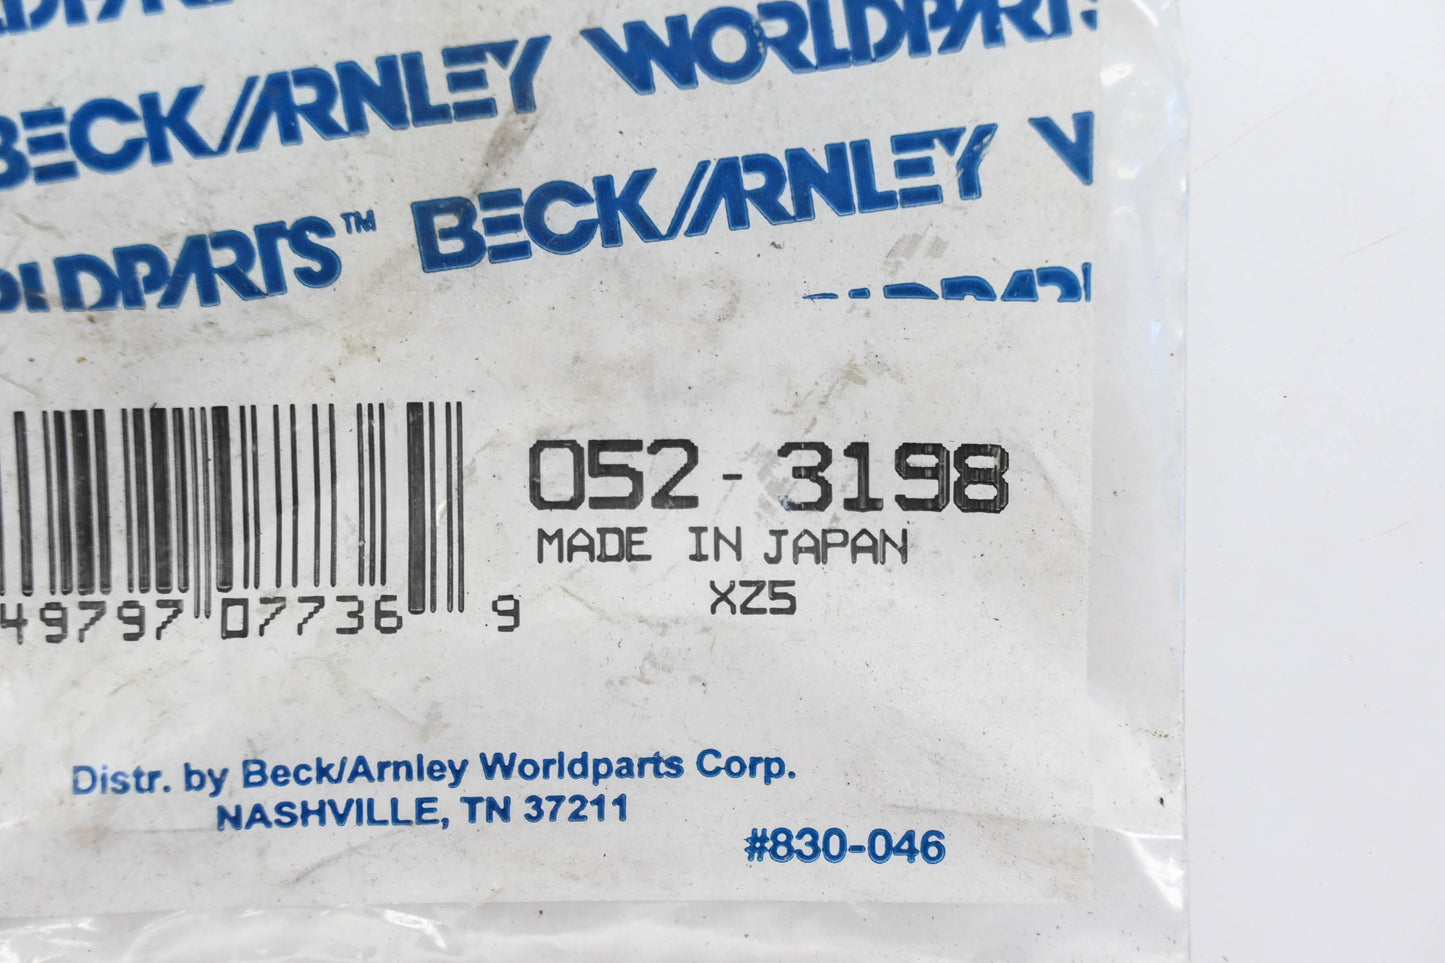 BECK/ARNLEY WORLDPARTS
WORLDPARTS™ BECK/ARNLEY W
052-3198
MADE IN JAPAN
XZ5
49797 07736 9
Distr. by Beck/Arnley Worldparts Corp.
NASHVILLE, TN 37211
#830-046